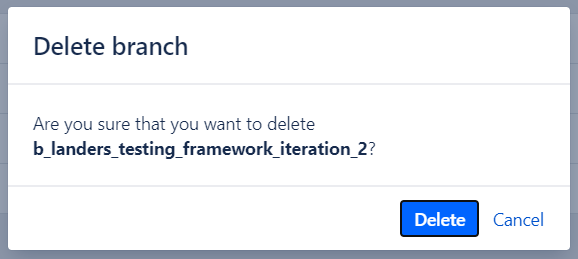 Delete branch
Are you sure that you want to delete
b_landers_testing_framework_iteration_2?
Delete Cancel